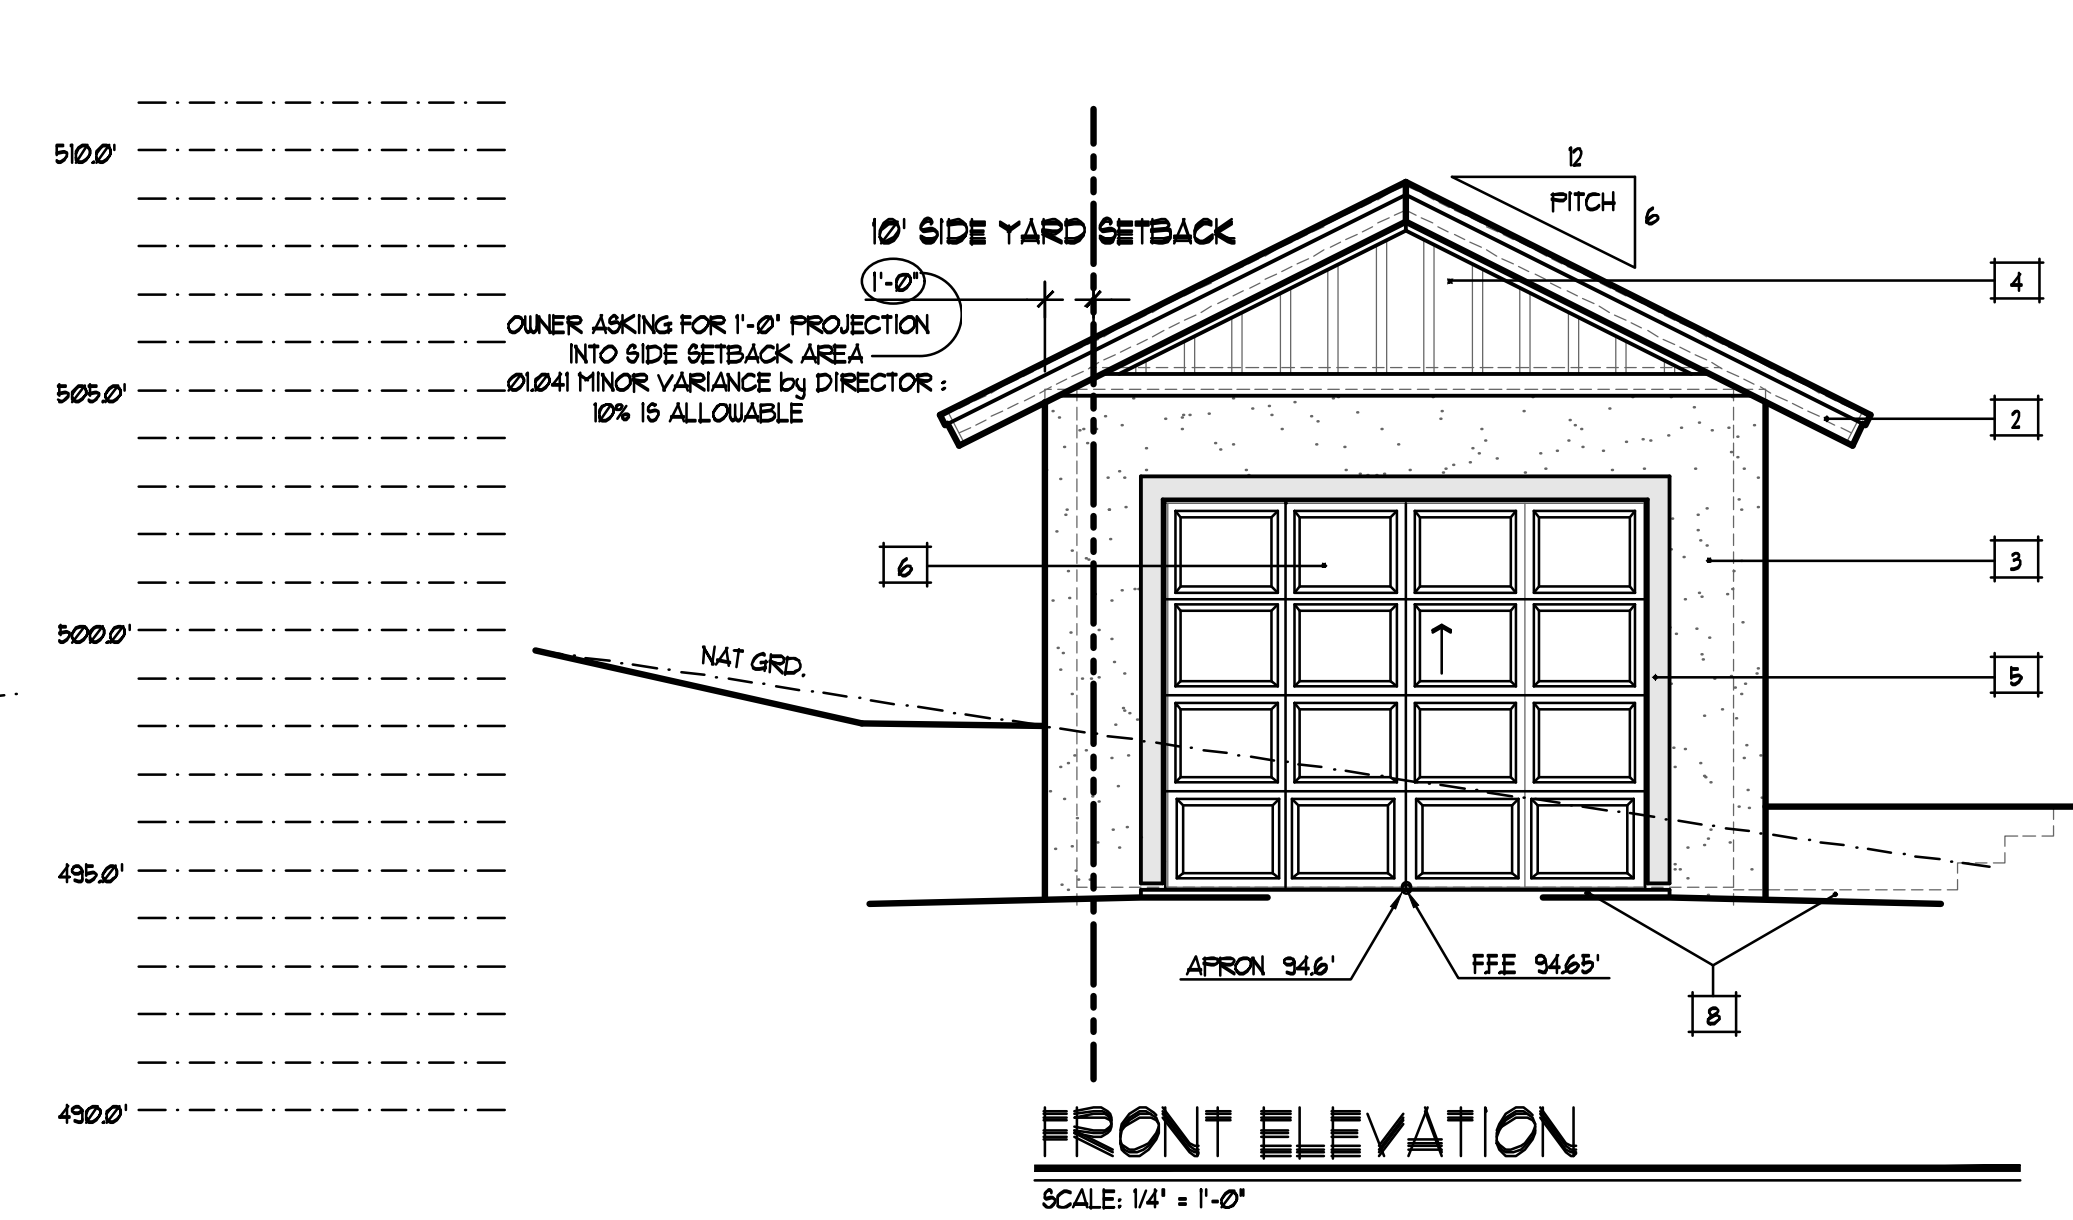 510.0'
12
PITCH
6
10' SIDE YARD SETBACK
1'-0"
4
OWNER ASKING FOR 1'-0" PROJECTION
INTO SIDE SETBACK AREA
01.041 MINOR VARIANCE by DIRECTOR :
10% IS ALLOWABLE
505.0'
2
6
3
500.0'
NAT GRD.
5
495.0'
APRON 94.6'
F.F.E 94.65'
8
490.0'
FRONT ELEVATION
SCALE: 1/4" = 1'-0"